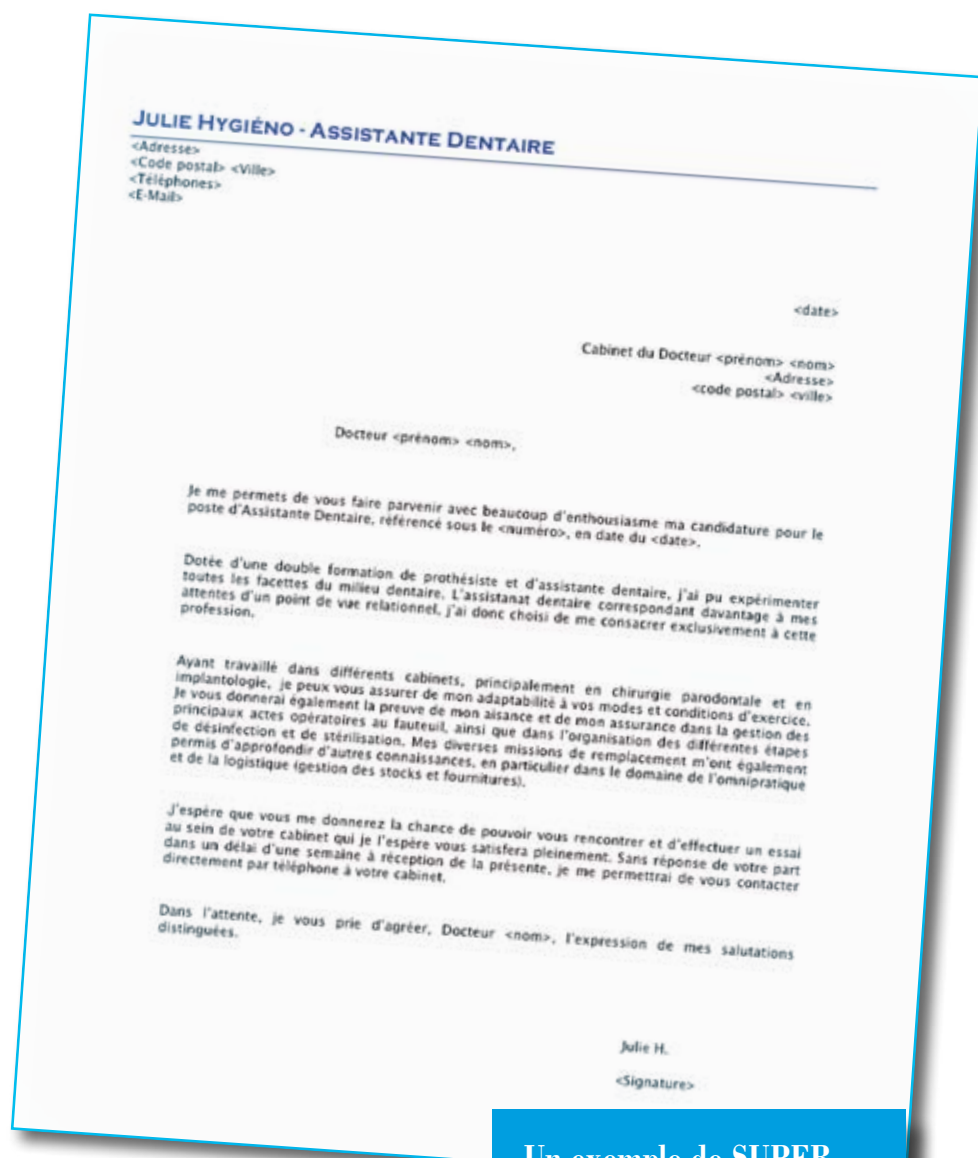 JULIE HYGIÉNO - ASSISTANTE DENTAIRE
<Adresse>
<Code postal> <Ville>
<Téléphones>
<E-Mail>
<date>
Cabinet du Docteur <prénom> <nom>
<Adresse>
<code postal> <ville>
Docteur <prénom> <nom>,
Je me permets de vous faire parvenir avec beaucoup d'enthousiasme ma candidature pour le
poste d'Assistante Dentaire, référencé sous le <numéro>, en date du <date>.
Dotée d'une double formation de prothésiste et d'assistante dentaire, j'ai pu expérimenter
toutes les facettes du milieu dentaire. L'assistanat dentaire correspondant davantage à mes
attentes d'un point de vue relationnel, j'ai donc choisi de me consacrer exclusivement à cette
profession.
Ayant travaillé dans différents cabinets, principalement en chirurgie parodontale et en
implantologie, je peux vous assurer de mon adaptabilité à vos modes et conditions d'exercice.
Je vous donnerai également la preuve de mon aisance et de mon assurance dans la gestion des
principaux actes opératoires au fauteuil, ainsi que dans l'organisation des différentes étapes
de désinfection et de stérilisation. Mes diverses missions de remplacement m'ont également
permis d'approfondir d'autres connaissances, en particulier dans le domaine de l'omnipratique
et de la logistique (gestion des stocks et fournitures).
J'espère que vous me donnerez la chance de pouvoir vous rencontrer et d'effectuer un essai
au sein de votre cabinet qui je l'espère vous satisfera pleinement. Sans réponse de votre part
dans un délai d'une semaine à réception de la présente, je me permettrai de vous contacter
directement par téléphone à votre cabinet.
Dans l'attente, je vous prie d'agréer, Docteur <nom>, l'expression de mes salutations
distinguées.
Julie H.
<Signature>
Un exemple de SUPER